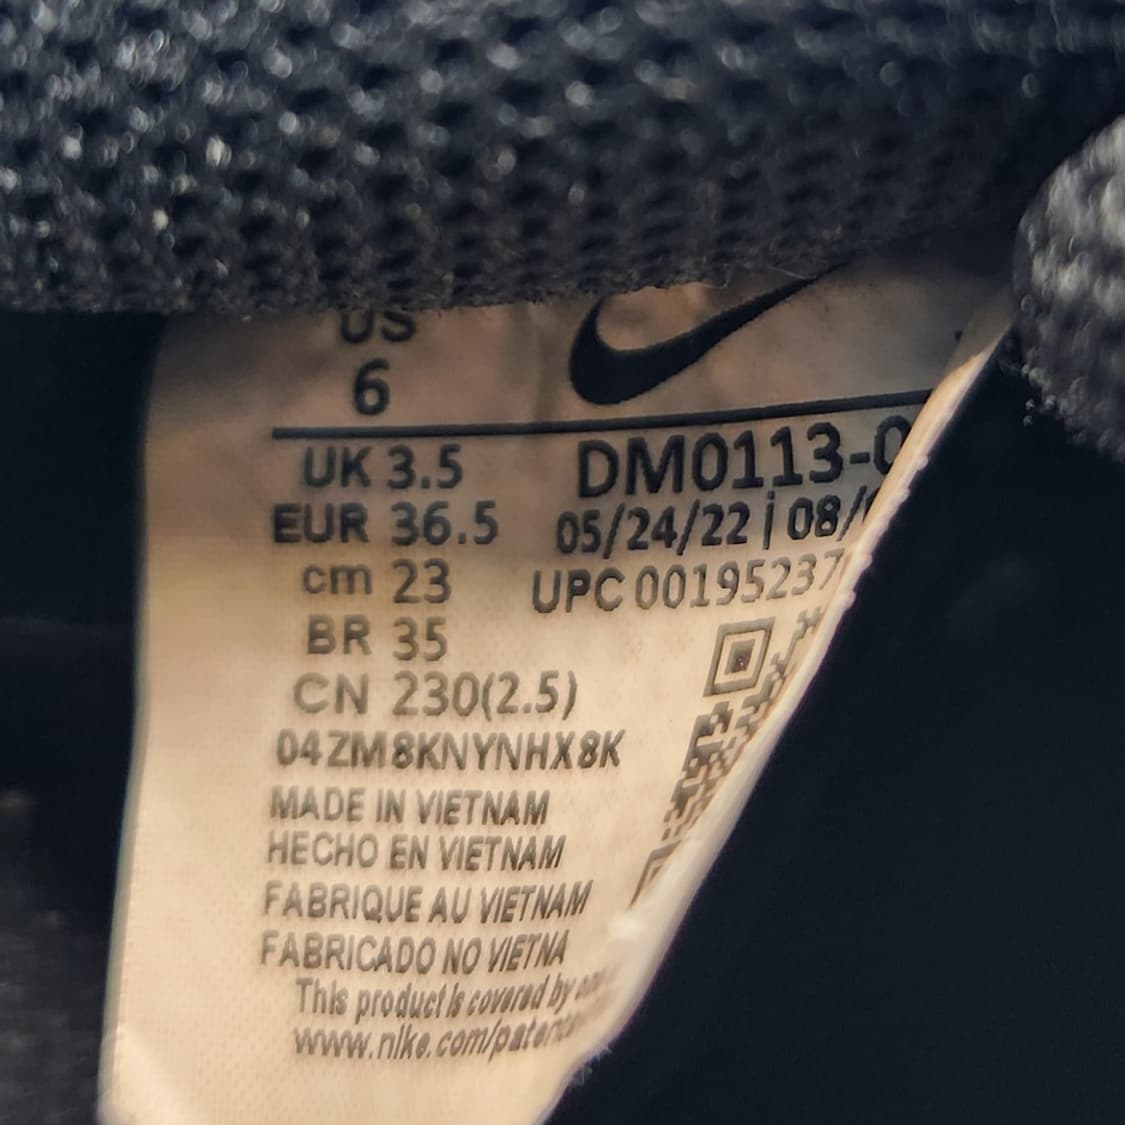 US
6
UK 3.5
EUR 36.5
cm 23
BR 35
CN 230(2.5)
04ZM8KNYNHX8K
MADE IN VIETNAM
HECHO EN VIETNAM
FABRIQUE AU VIETNAM
FABRICADO NO VIETNA
This product is covered by
www.nike.com/patents
DM0113-0
05/24/22 | 08/
UPC 00195237